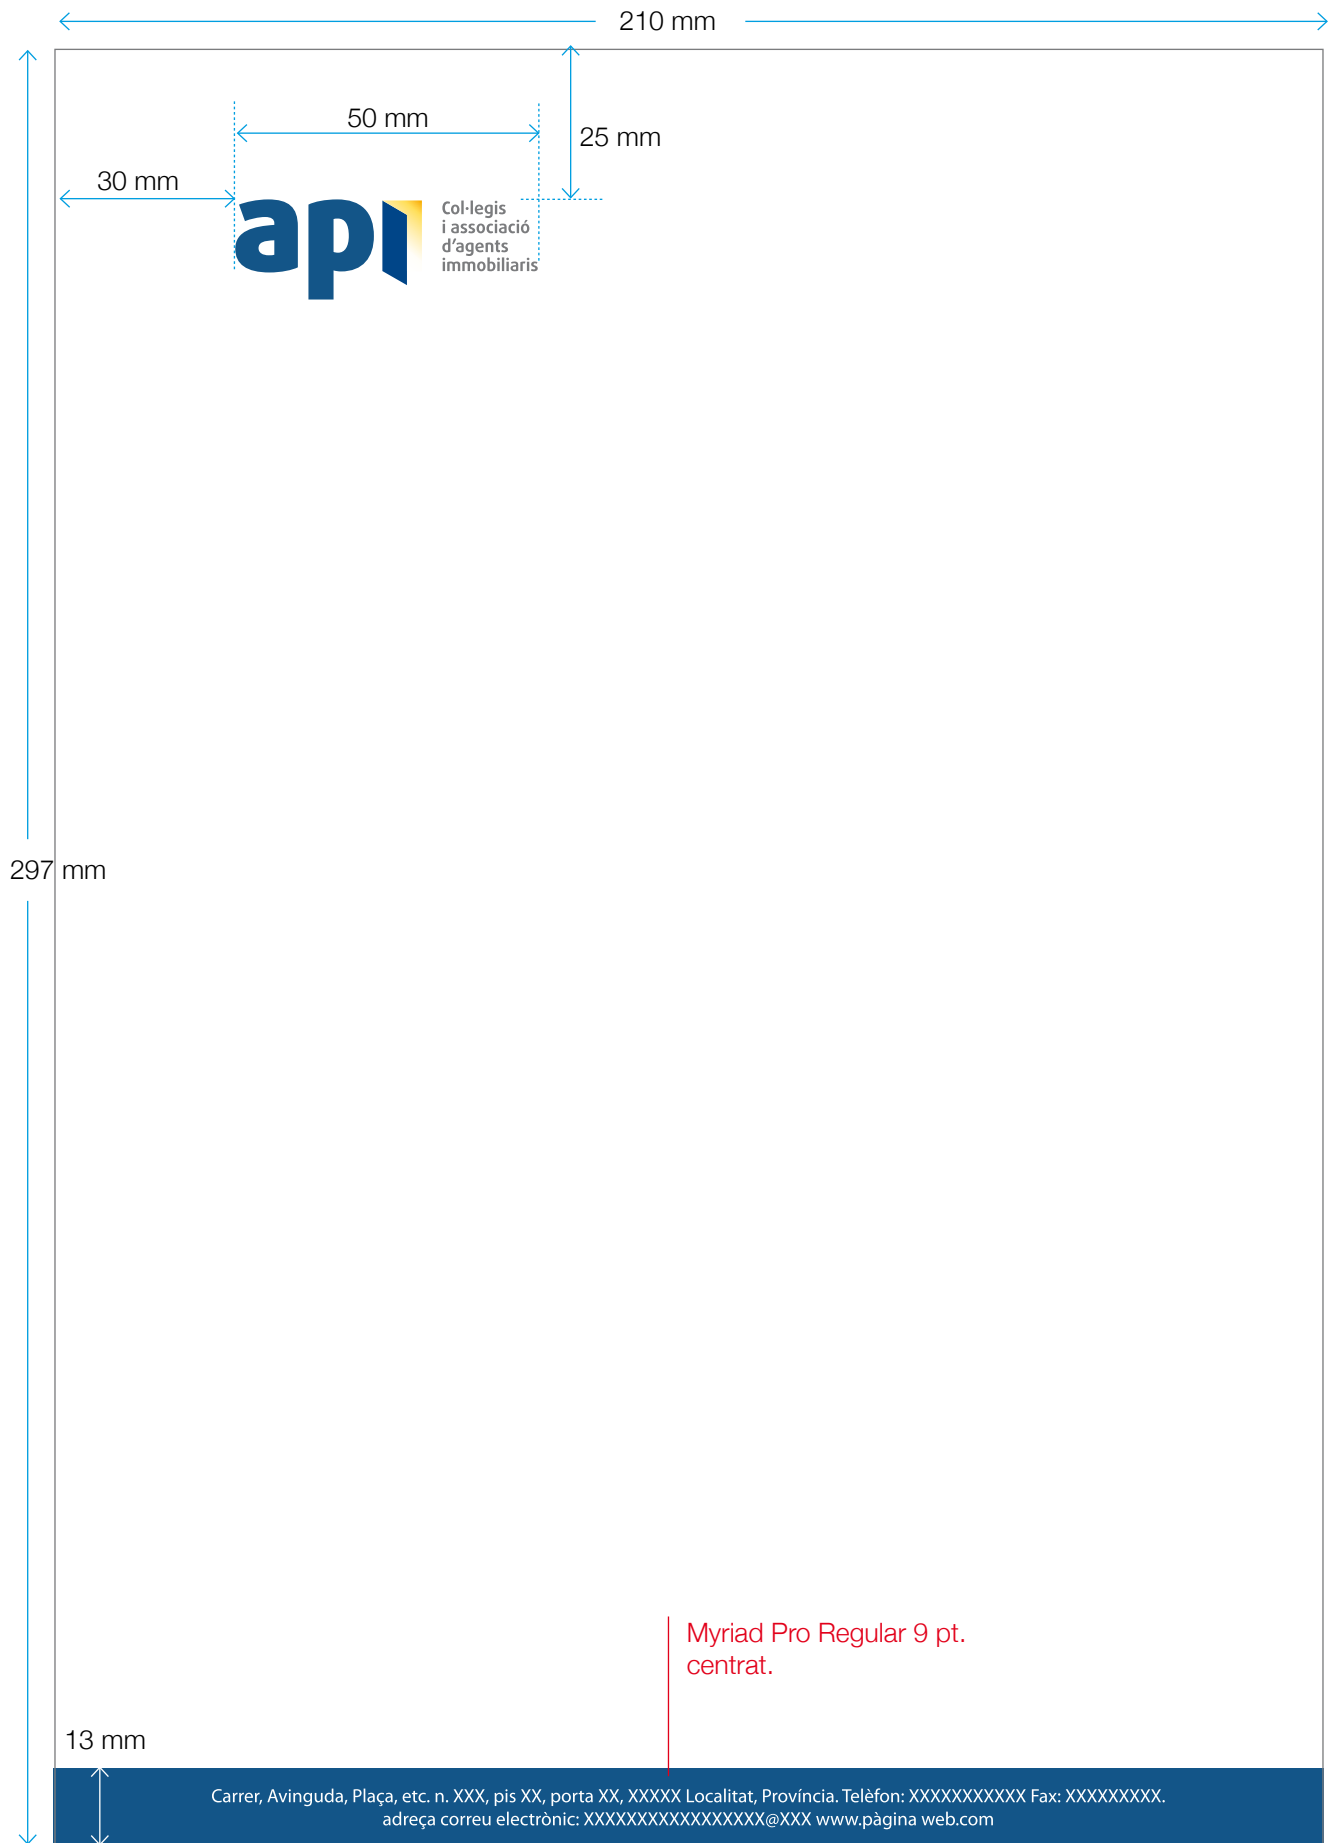 210 mm
50 mm
25 mm
30 mm
api
Col·legis
i associació
d'agents
immobiliaris
297 mm
Myriad Pro Regular 9 pt.
centrat.
13 mm
Carrer, Avinguda, Plaça, etc. n. XXX, pis XX, porta XX, XXXXX Localitat, Província. Telèfon: XXXXXXXXXXX Fax: XXXXXXXXX.
adreça correu electrònic: XXXXXXXXXXXXXXXXX@XXX www.pàgina web.com